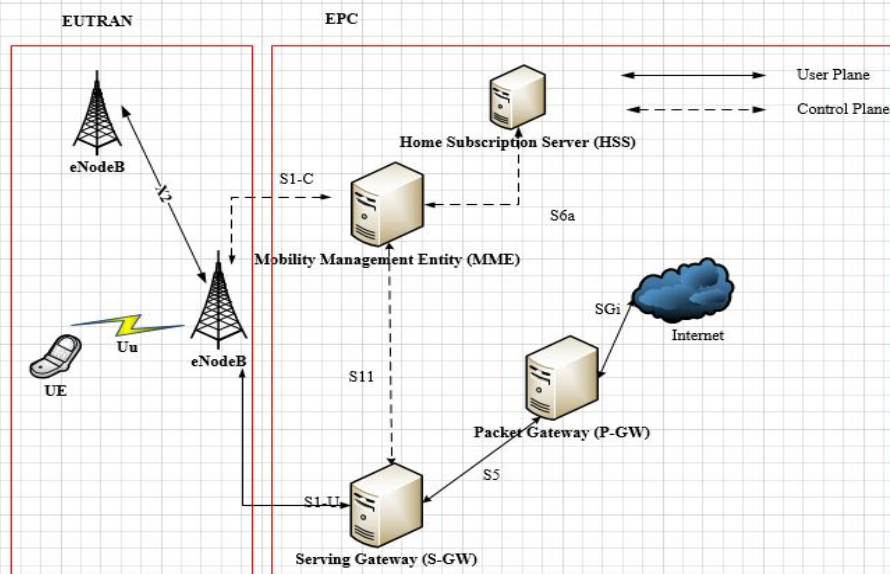 EUTRAN
EPC
User Plane
Control Plane
eNodeB
Home Subscription Server (HSS)
X2
S1-C
S6a
Mobility Management Entity (MME)
SGi
Internet
Uu
eNodeB
UE
S11
Packet Gateway (P-GW)
S5
S1-U
Serving Gateway (S-GW)